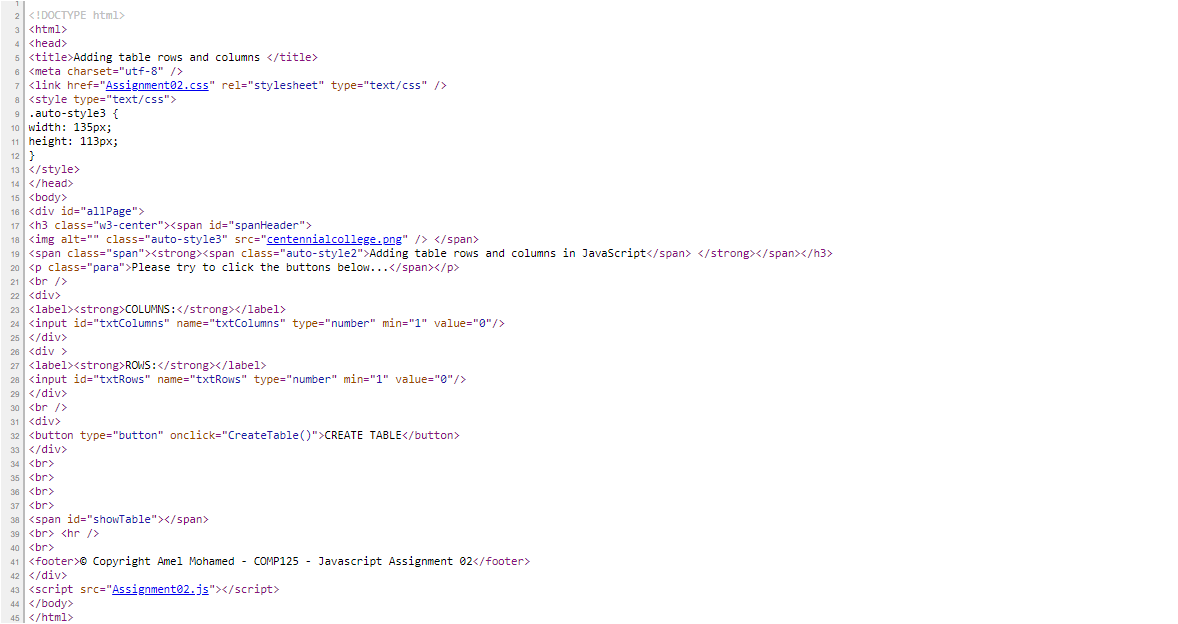 1
2 <!DOCTYPE html>
3 <html>
4 <head>
5 <title>Adding table rows and columns </title>
6 <meta charset="utf-8" />
7 <link href="Assignment02.css" rel="stylesheet" type="text/css" />
8 <style type="text/css">
9 .auto-style3 {
10 width: 135px;
11 height: 113px;
12 }
13 </style>
14 </head>
15 <body>
16 <div id="allPage">
17 <h3 class="w3-center"><span id="spanHeader">
18 <img alt="" class="auto-style3" src="centennialcollege.png" /> </span>
19 <span class="span"><strong><span class="auto-style2">Adding table rows and columns in JavaScript</span> </strong></span></h3>
20 <p class="para">Please try to click the buttons below...</span></p>
21 <br />
22 <div>
23 <label><strong>COLUMNS:</strong></label>
24 <input id="txtColumns" name="txtColumns" type="number" min="1" value="0"/>
25 </div>
26 <div >
27 <label><strong>ROWS:</strong></label>
28 <input id="txtRows" name="txtRows" type="number" min="1" value="0"/>
29 </div>
30 <br />
31 <div>
32 <button type="button" onclick="CreateTable()">CREATE TABLE</button>
33 </div>
34 <br>
35 <br>
36 <br>
37 <br>
38 <span id="showTable"></span>
39 <br> <hr />
40 <br>
41 <footer>© Copyright Amel Mohamed - COMP125 - Javascript Assignment 02</footer>
42 </div>
43 <script src="Assignment02.js"></script>
44 </body>
45 </html>